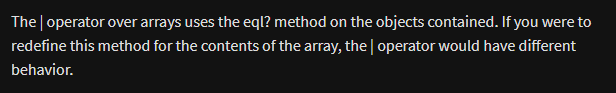 The | operator over arrays uses the eql? method on the objects contained. If you were to
redefine this method for the contents of the array, the | operator would have different
behavior.